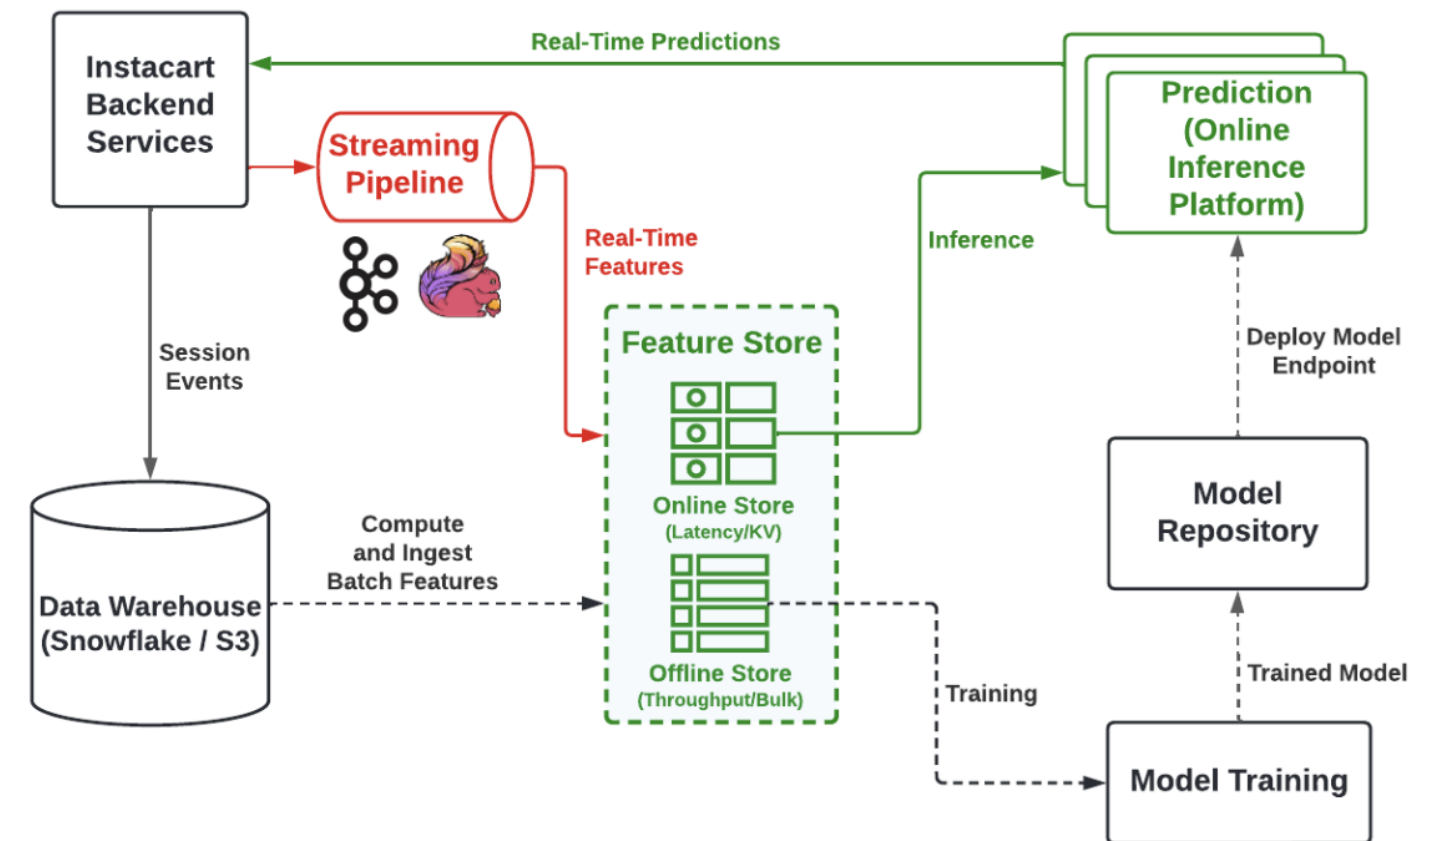 Instacart
Backend
Services
Real-Time Predictions
Prediction
(Online
Inference
Platform)
Streaming
Pipeline
Real-Time
Features
Inference
Session
Events
Feature Store
Deploy Model
Endpoint
Online Store
(Latency/KV)
Compute
and Ingest
Batch Features
Model
Repository
Data Warehouse
(Snowflake / S3)
Offline Store
(Throughput/Bulk)
Training
Trained Model
Model Training